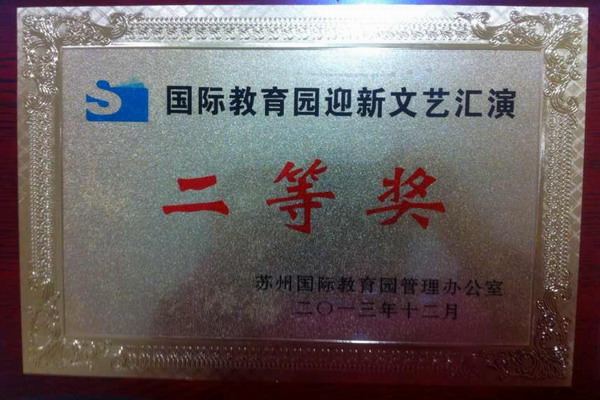 国际教育园迎新文艺汇演
二等奖
苏州国际教育园管理办公室
二〇一三年十二月